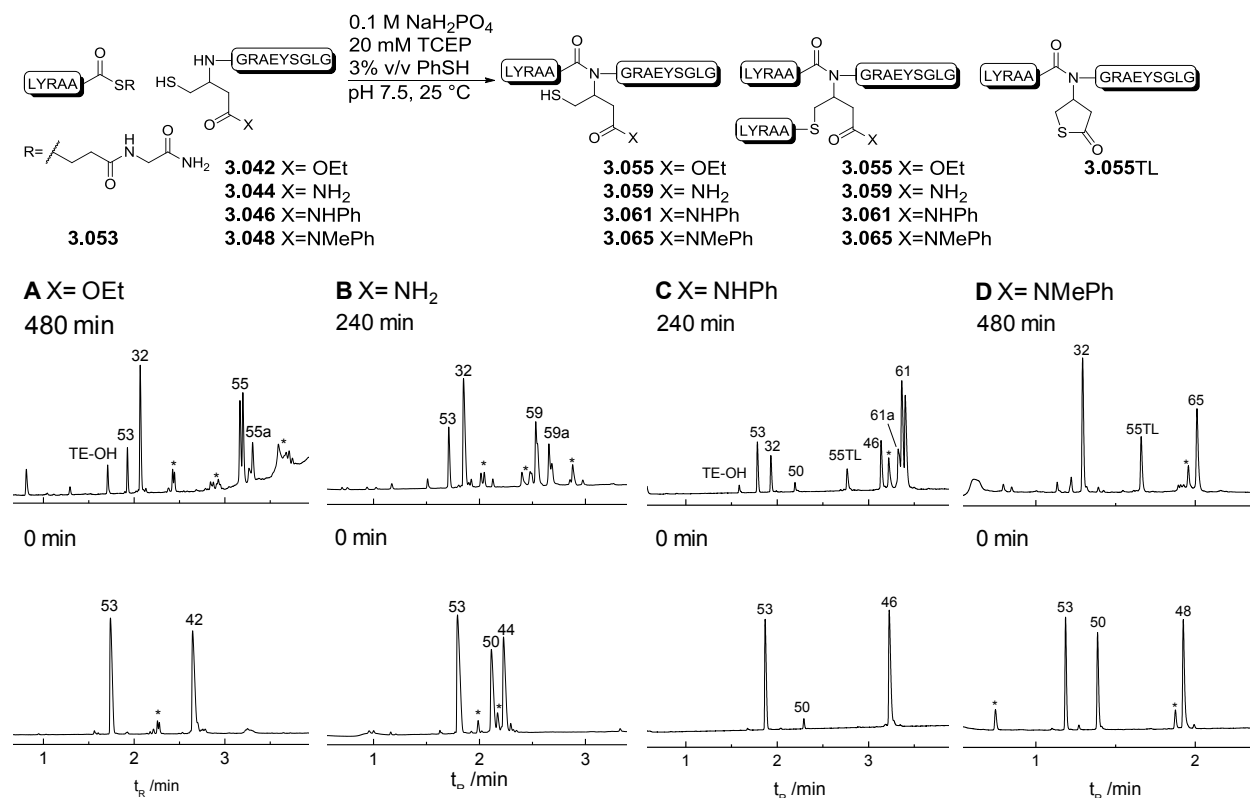 0.1 M NaH2PO4
20 mM TCEP
3% v/v PhSH
pH 7.5, 25 °C
LYRAA
O
SR
HN
GRAEYSGLG
HS
O
X
LYRAA
O
N
GRAEYSGLG
HS
O
X
LYRAA
O
N
GRAEYSGLG
LYRAA
S
O
X
LYRAA
O
N
GRAEYSGLG
S
O
R=
O
H
N
O
NH2
3.053
3.042 X= OEt
3.044 X= NH2
3.046 X=NHPh
3.048 X=NMePh
3.055 X= OEt
3.059 X= NH2
3.061 X=NHPh
3.065 X=NMePh
3.055 X= OEt
3.059 X= NH2
3.061 X=NHPh
3.065 X=NMePh
3.055TL
A X= OEt
480 min
TE-OH
53
32
*
*
55
55a
*
0 min
53
*
42
1 2 3
tR /min
B X= NH2
240 min
53
32
*
*
59
59a
*
0 min
53
*
50
*
44
1 2 3
C X= NHPh
240 min
TE-OH
53
32
50
55TL
46
*
61a
61
0 min
53
50
46
1 2 3
D X= NMePh
480 min
32
55TL
*
65
0 min
*
53
50
*
48
1 2